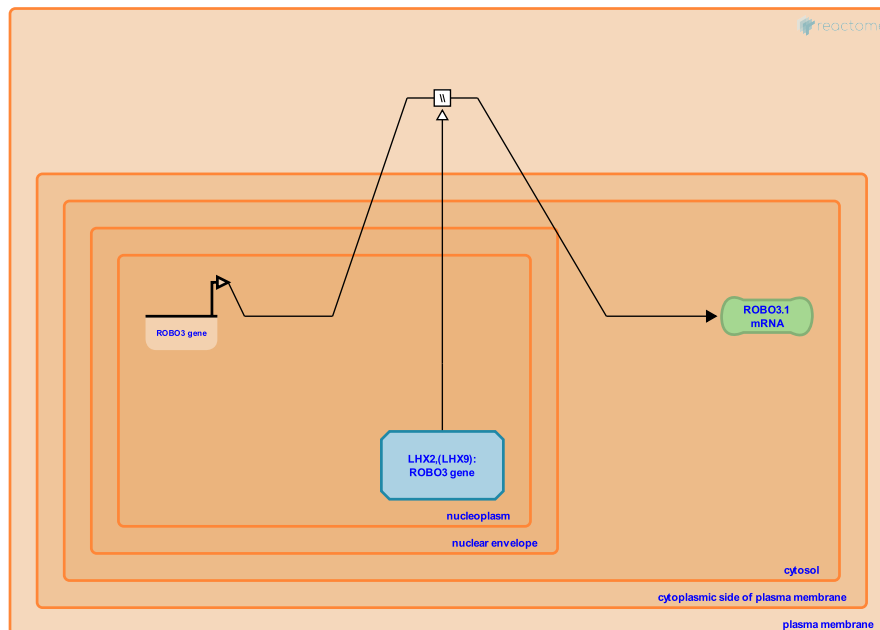 reactome
\\
ROBO3 gene
ROBO3.1
mRNA
LHX2,(LHX9):
ROBO3 gene
nucleoplasm
nuclear envelope
cytosol
cytoplasmic side of plasma membrane
plasma membrane